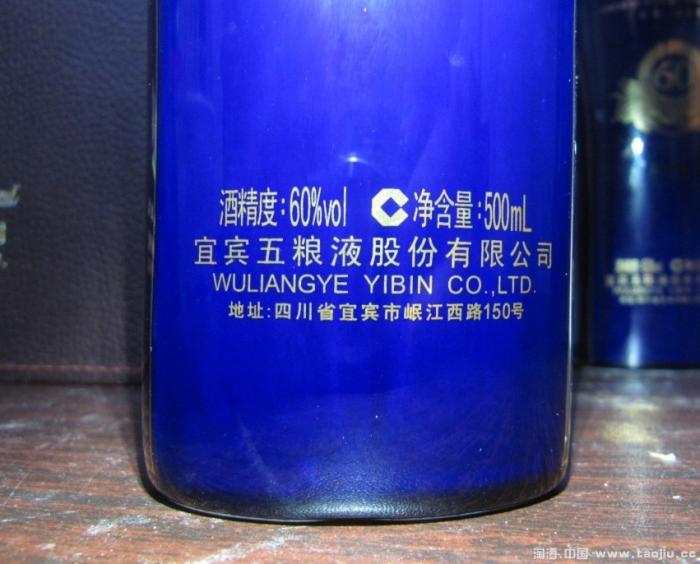 酒精度:60%vol C净含量:500mL
宜宾五粮液股份有限公司
WULIANGYE YIBIN CO.,LTD.
地址:四川省宜宾市岷江西路150号
淘酒.中国 www.taojiu.cc